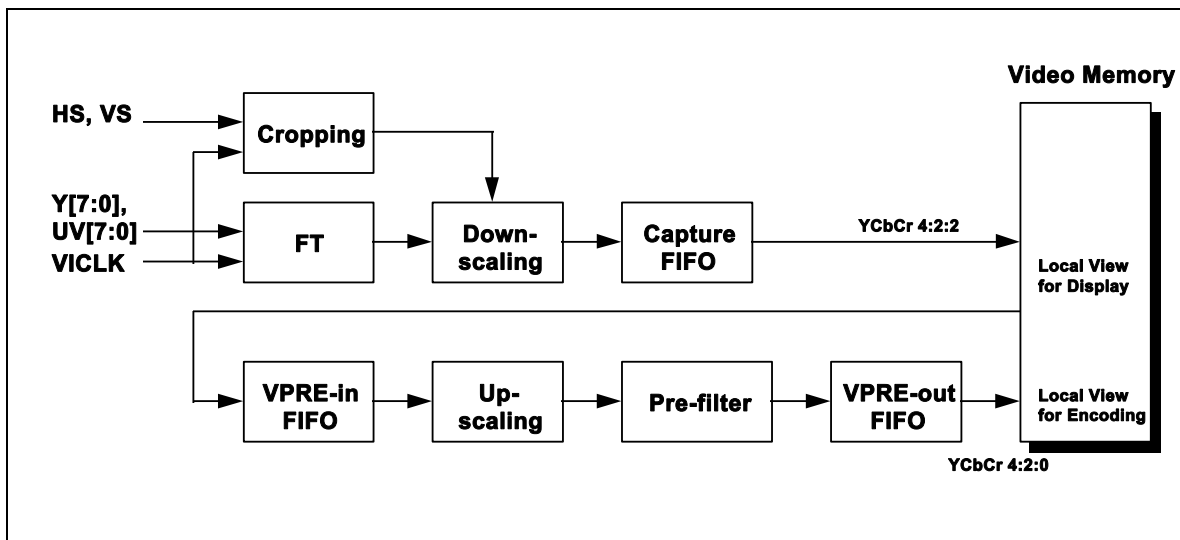 Video Memory
HS, VS
Cropping
Y[7:0],
UV[7:0]
VICLK
FT
Down-
scaling
Capture
FIFO
YCbCr 4:2:2
Local View
for Display
VPRE-in
FIFO
Up-
scaling
Pre-filter
VPRE-out
FIFO
Local View
for Encoding
YCbCr 4:2:0